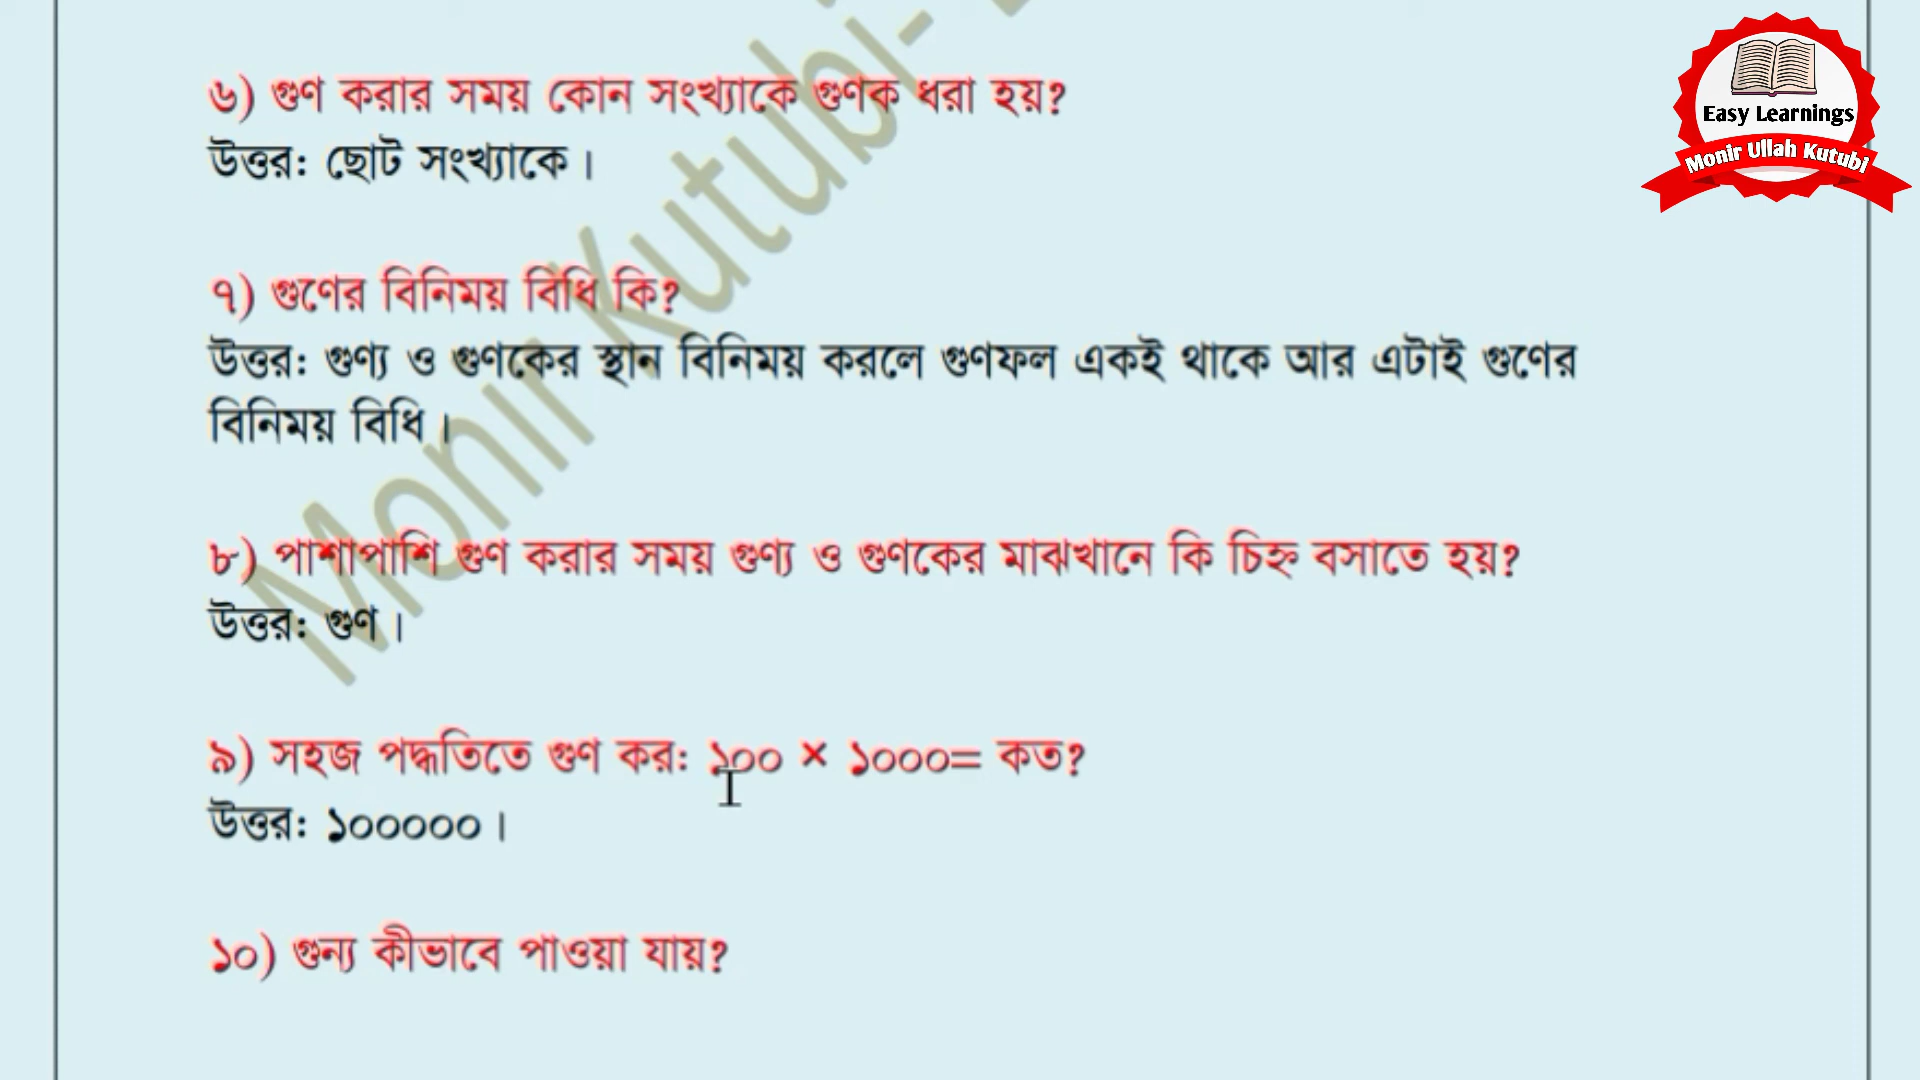 Easy Learnings
Monir Ullah Kutubi
৬) গুণ করার সময় কোন সংখ্যাকে গুণক ধরা হয়?
উত্তর: ছোট সংখ্যাকে।
৭) গুণের বিনিময় বিধি কি?
উত্তর: গুণ্য ও গুণকের স্থান বিনিময় করলে গুণফল একই থাকে আর এটাই গুণের
বিনিময় বিধি।
৮) পাশাপাশি গুণ করার সময় গুণ্য ও গুণকের মাঝখানে কি চিহ্ন বসাতে হয়?
উত্তর: গুণ।
৯) সহজ পদ্ধতিতে গুণ কর: ১০০ × ১০০০= কত?
উত্তর: ১০০০০০।
১০) গুন্য কীভাবে পাওয়া যায়?
Monir Kutubi-